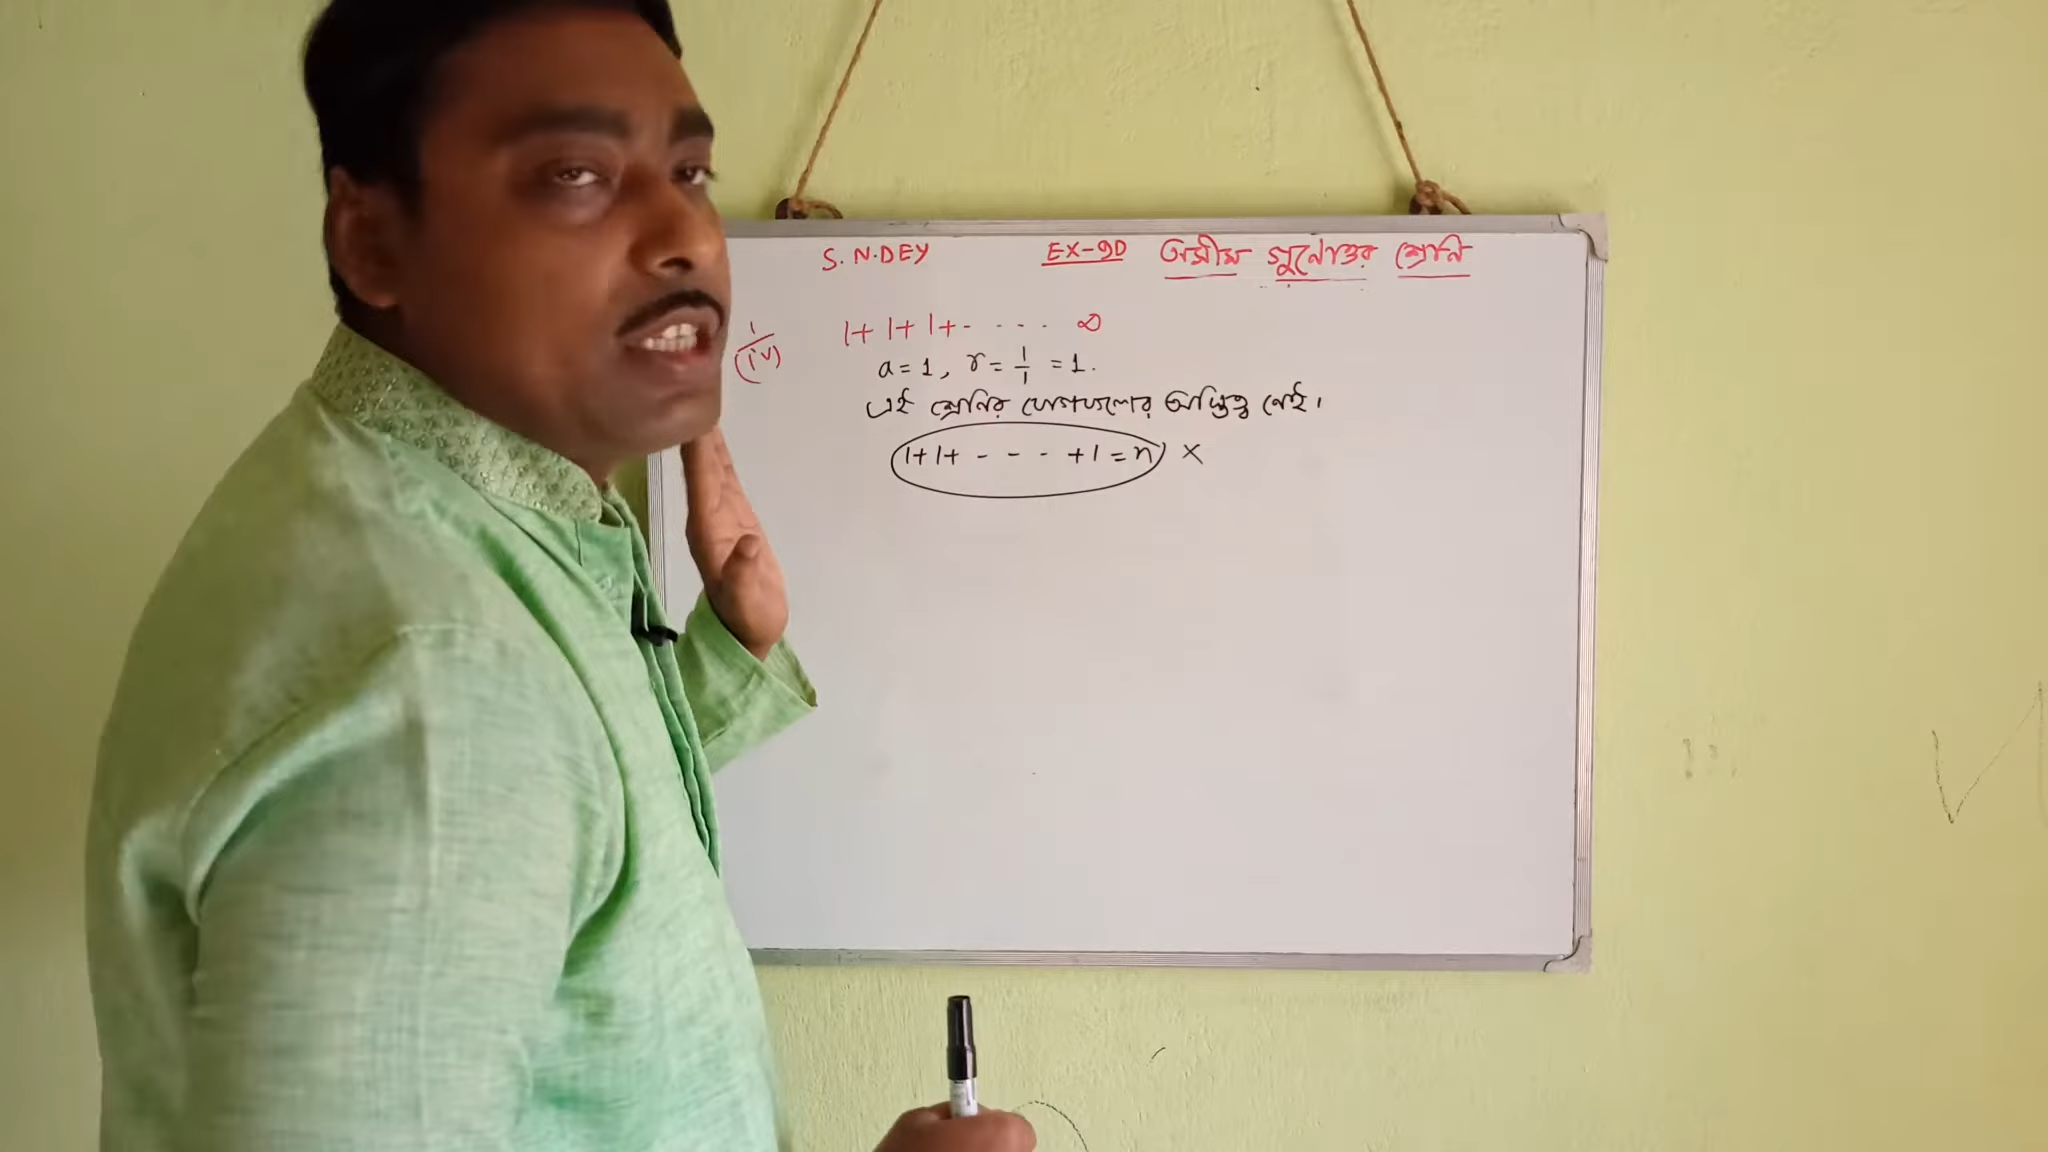 S. N. DEY EX-9D অসীম গুনোত্তর শ্রেনি
1/(iv) 1+ 1+ 1+ - - - - ∞
a = 1, r = 1/1 = 1.
এই শ্রেনির যোগফলের অস্তিত্ব নেই।
1+1+ - - - - +1 = n ×